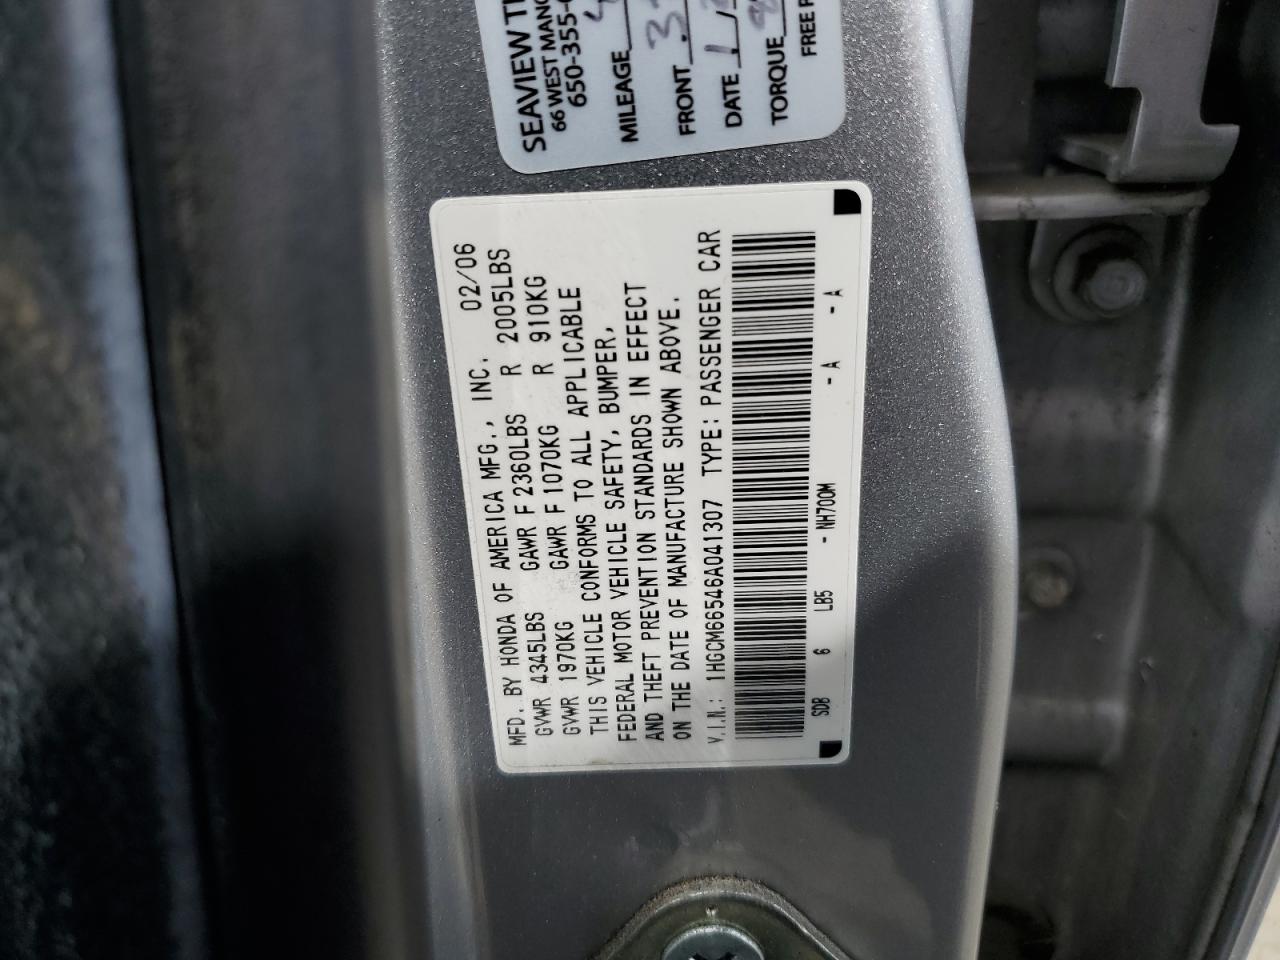 SEAVIEW
66 WEST
650-355-
MILEAGE
FRONT
DATE
TORQUE
FREE
MFD. BY HONDA OF AMERICA MFG., INC. 02/06
GVWR 4345LBS GAWR F 2360LBS R 2005LBS
GVWR 1970KG GAWR F 1070KG R 910KG
THIS VEHICLE CONFORMS TO ALL APPLICABLE
FEDERAL MOTOR VEHICLE SAFETY, BUMPER,
AND THEFT PREVENTION STANDARDS IN EFFECT
ON THE DATE OF MANUFACTURE SHOWN ABOVE.
V.I.N.: 1HGCM66546A041307 TYPE: PASSENGER CAR
SDB 6 LB5 - NH700M - A - A